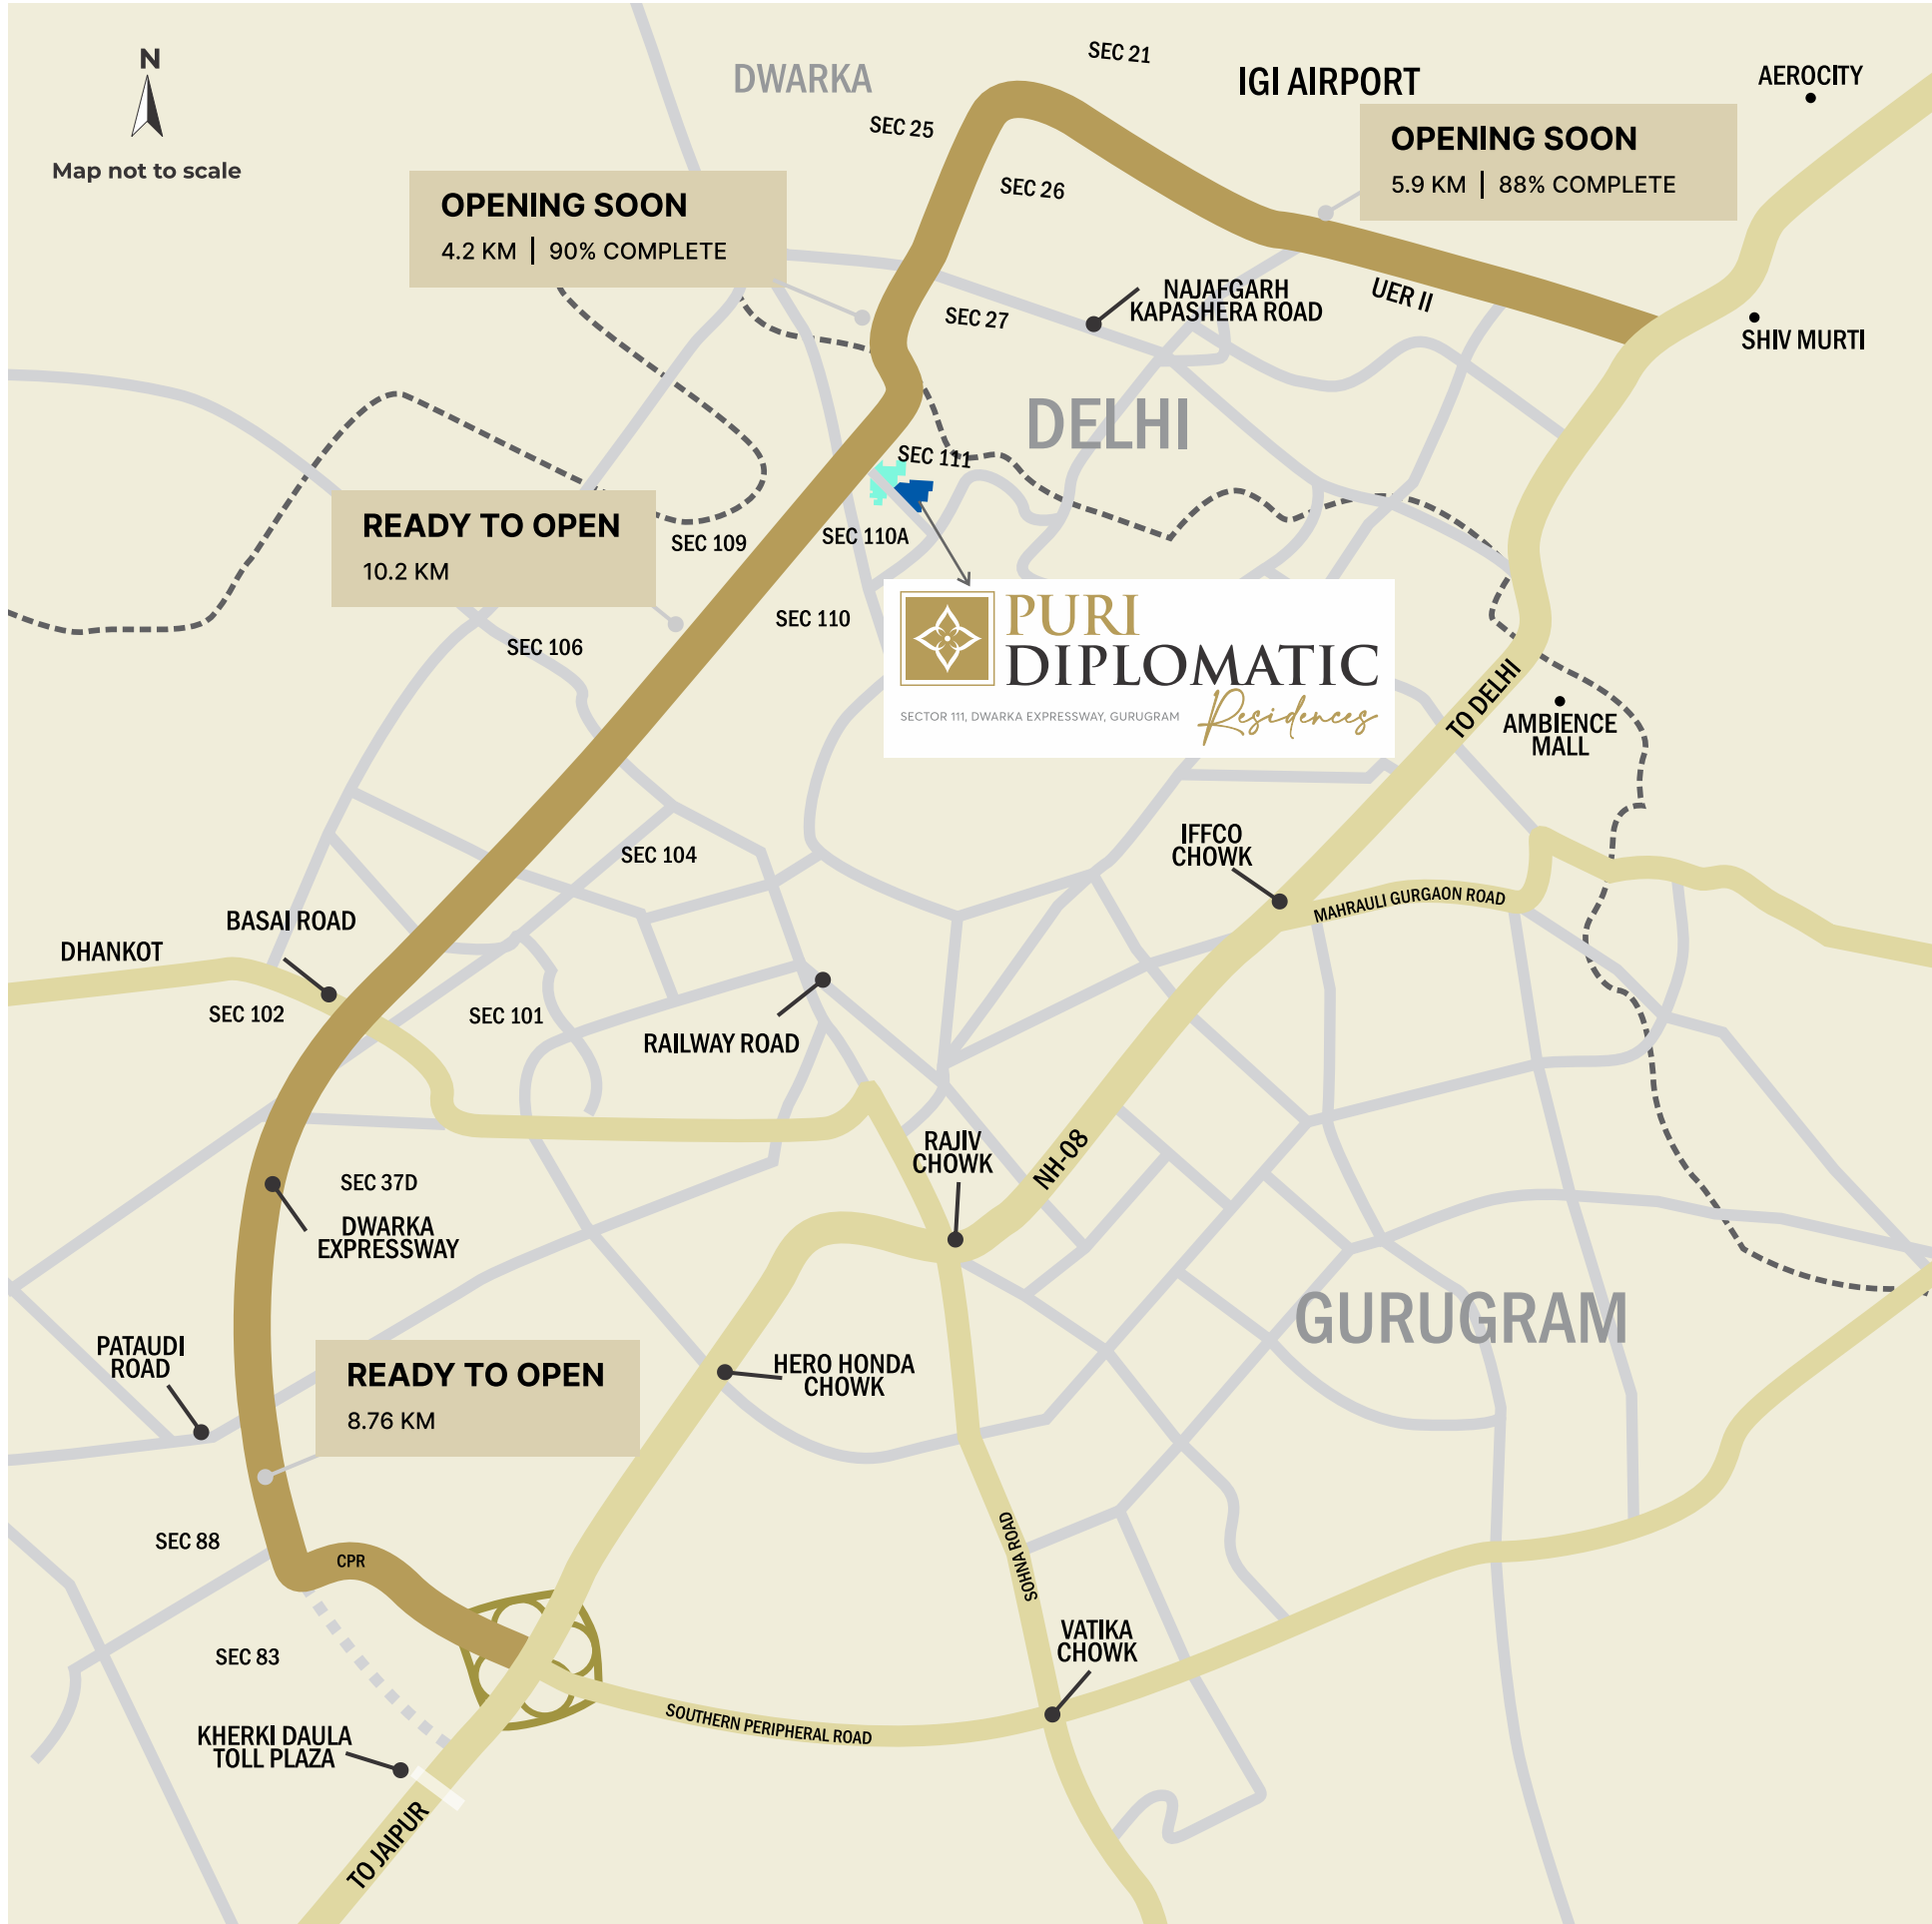 N
Map not to scale
DWARKA
SEC 21
IGI AIRPORT
AEROCITY
SEC 25
OPENING SOON
5.9 KM | 88% COMPLETE
SEC 26
OPENING SOON
4.2 KM | 90% COMPLETE
NAJAFGARH
KAPASHERA ROAD
UER II
SEC 27
SHIV MURTI
DELHI
SEC 111
READY TO OPEN
10.2 KM
SEC 109
SEC 110A
SEC 110
SEC 106
PURI
DIPLOMATIC
SECTOR 111, DWARKA EXPRESSWAY, GURUGRAM
Residences
TO DELHI
AMBIENCE
MALL
IFFCO
CHOWK
SEC 104
MAHRAULI GURGAON ROAD
BASAI ROAD
DHANKOT
SEC 102
SEC 101
RAILWAY ROAD
RAJIV
CHOWK
NH-08
SEC 37D
DWARKA
EXPRESSWAY
GURUGRAM
PATAUDI
ROAD
READY TO OPEN
8.76 KM
HERO HONDA
CHOWK
SEC 88
CPR
SOHNA ROAD
SEC 83
VATIKA
CHOWK
SOUTHERN PERIPHERAL ROAD
KHERKI DAULA
TOLL PLAZA
TO JAIPUR